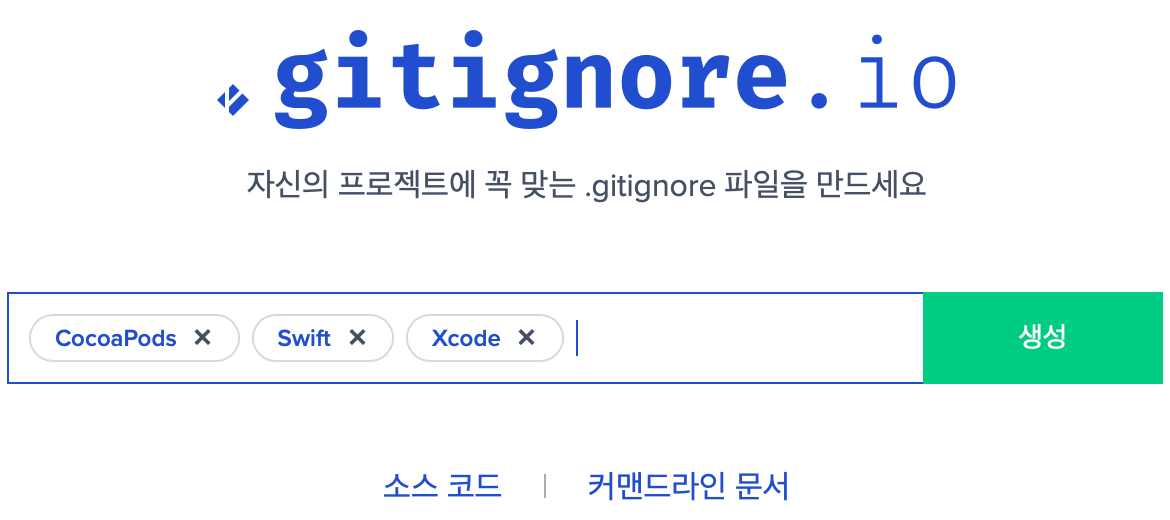 gitignore.io
자신의 프로젝트에 꼭 맞는 .gitignore 파일을 만드세요
CocoaPods ✕ Swift ✕ Xcode ✕ 생성
소스 코드 | 커맨드라인 문서